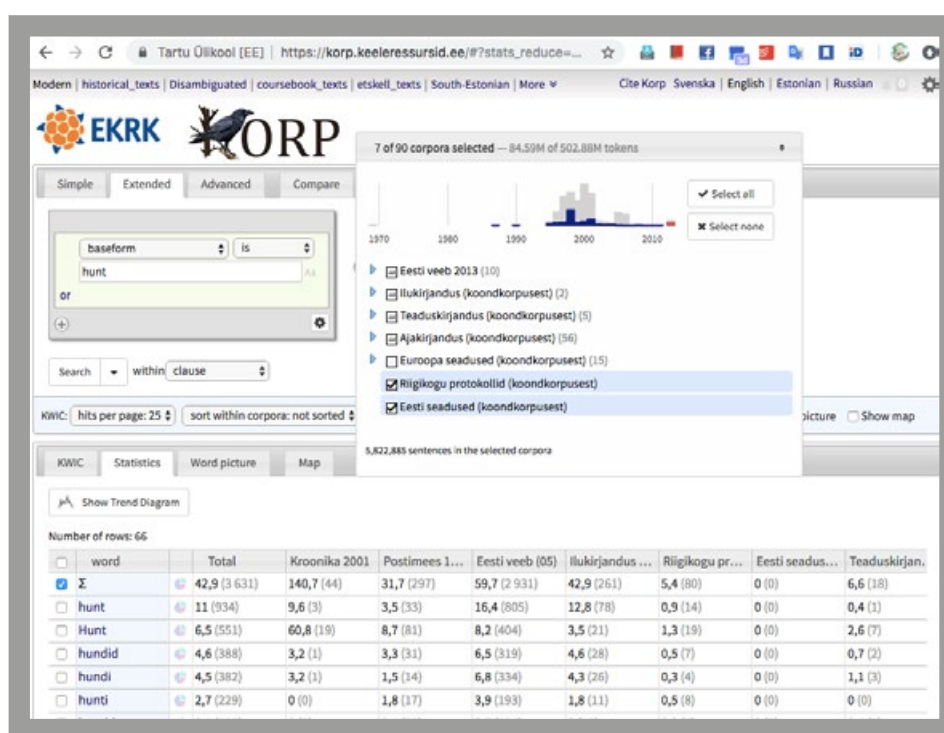 Tartu Ülikool [EE] | https://korp.keeleressursid.ee/#?stats_reduce=...
Modern | historical_texts | Disambiguated | coursebook_texts | etskell_texts | South-Estonian | More
Cite Korp Svenska | English | Estonian | Russian
EKRK KORP
7 of 90 corpora selected — 84.59M of 502.88M tokens
Simple Extended Advanced Compare
Select all
Select none
1970 1980 1990 2000 2010
baseform is
hunt
or
Eesti veeb 2013 (10)
Ilukirjandus (koondkorpusest) (2)
Teaduskirjandus (koondkorpusest) (5)
Ajakirjandus (koondkorpusest) (56)
Euroopa seadused (koondkorpusest) (15)
Riigikogu protokollid (koondkorpusest)
Eesti seadused (koondkorpusest)
5,822,885 sentences in the selected corpora
Search within clause
KWIC: hits per page: 25 sort within corpora: not sorted picture Show map
KWIC Statistics Word picture Map
Show Trend Diagram
Number of rows: 66
word Total Kroonika 2001 Postimees 1... Eesti veeb (05) Ilukirjandus ... Riigikogu pr... Eesti seadus... Teaduskirjan.
Σ 42,9 (3 631) 140,7 (44) 31,7 (297) 59,7 (2 931) 42,9 (261) 5,4 (80) 0 (0) 6,6 (18)
hunt 11 (934) 9,6 (3) 3,5 (33) 16,4 (805) 12,8 (78) 0,9 (14) 0 (0) 0,4 (1)
Hunt 6,5 (551) 60,8 (19) 8,7 (81) 8,2 (404) 3,5 (21) 1,3 (19) 0 (0) 2,6 (7)
hundid 4,6 (388) 3,2 (1) 3,3 (31) 6,5 (319) 4,6 (28) 0,5 (7) 0 (0) 0,7 (2)
hundi 4,5 (382) 3,2 (1) 1,5 (14) 6,8 (334) 4,3 (26) 0,3 (4) 0 (0) 1,1 (3)
hunti 2,7 (229) 0 (0) 1,8 (17) 3,9 (193) 1,8 (11) 0,5 (8) 0 (0) 0 (0)